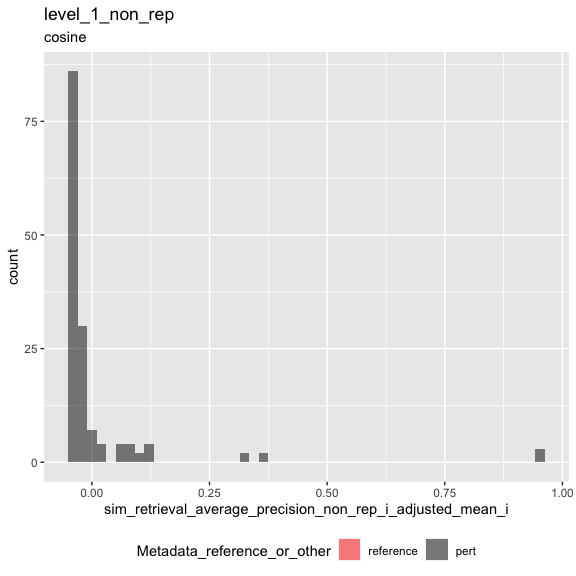 level_1_non_rep
cosine
count
75
50
25
0
0.00 0.25 0.50 0.75 1.00
sim_retrieval_average_precision_non_rep_i_adjusted_mean_i
Metadata_reference_or_other reference pert